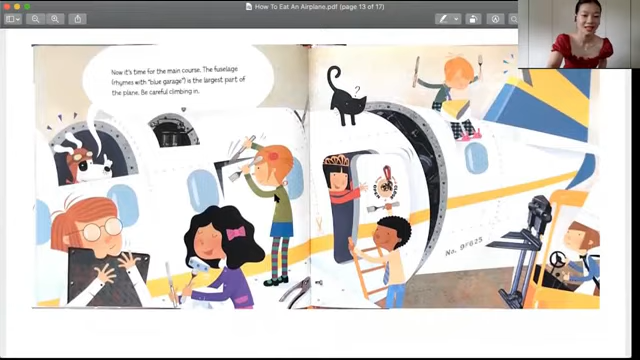 How To Eat An Airplane.pdf (page 13 of 17)
Now it's time for the main course. The fuselage
(rhymes with "blue garage") is the largest part of
the plane. Be careful climbing in.
?
No. 9F623